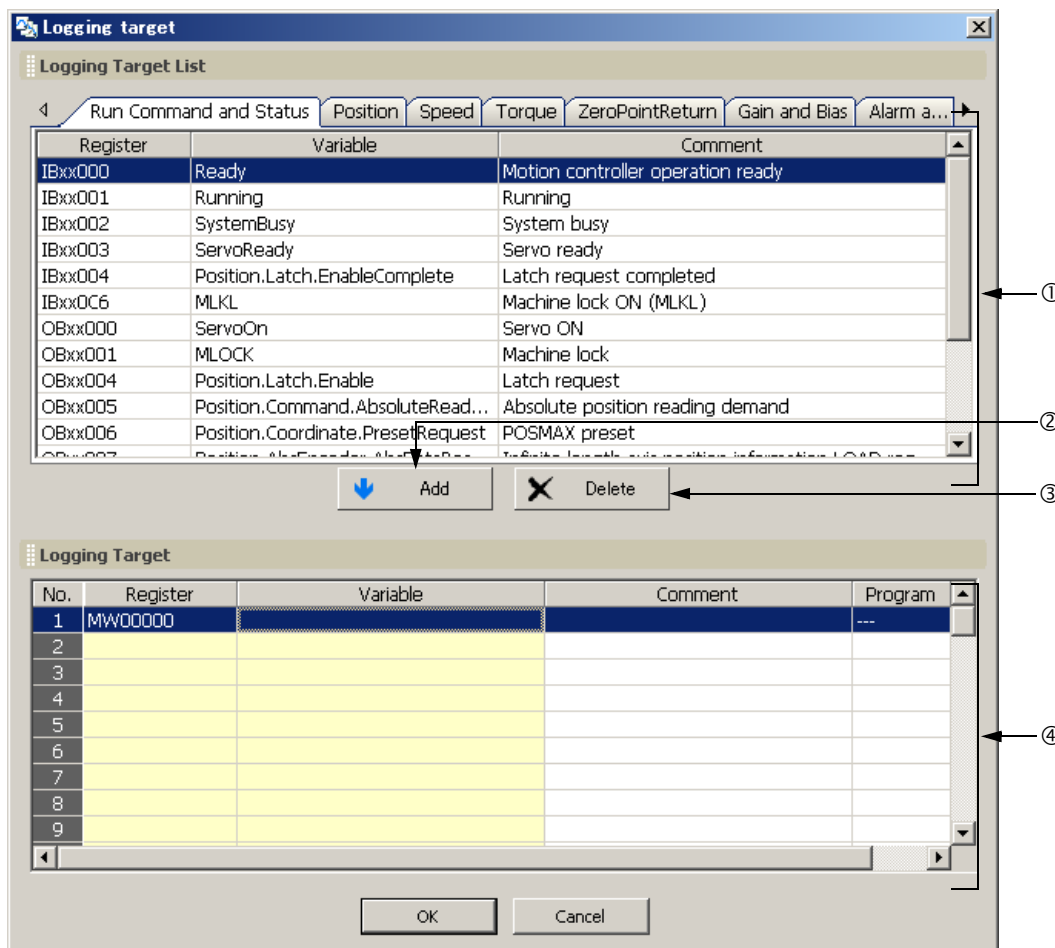 Logging target
Logging Target List
Run Command and Status Position Speed Torque ZeroPointReturn Gain and Bias Alarm a...
Register Variable Comment
IBxx000 Ready Motion controller operation ready
IBxx001 Running Running
IBxx002 SystemBusy System busy
IBxx003 ServoReady Servo ready
IBxx004 Position.Latch.EnableComplete Latch request completed
①
IBxx0C6 MLKL Machine lock ON (MLKL)
OBxx000 ServoOn Servo ON
OBxx001 MLOCK Machine lock
OBxx004 Position.Latch.Enable Latch request
OBxx005 Position.Command.AbsoluteRead... Absolute position reading demand
②
OBxx006 Position.Coordinate.PresetRequest POSMAX preset
Add Delete
③
Logging Target
No. Register Variable Comment Program
1 MW00000 ---
2
3
4
5
④
6
7
8
9
OK Cancel